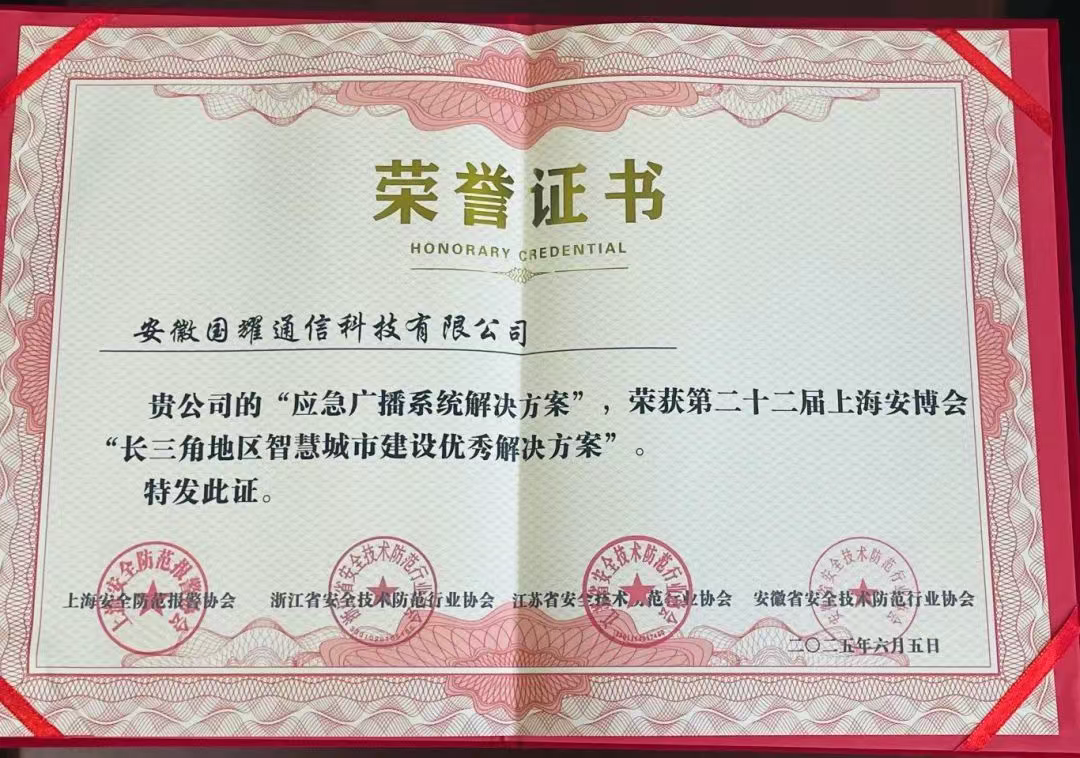 荣誉证书
HONORARY CREDENTIAL
安徽国耀通信科技有限公司
贵公司的“应急广播系统解决方案”，荣获第二十二届上海安博会
“长三角地区智慧城市建设优秀解决方案”。
特发此证。
上海安全防范报警协会 浙江省安全技术防范行业协会 江苏省安全技术防范行业协会 安徽省安全技术防范行业协会
二〇二五年六月五日